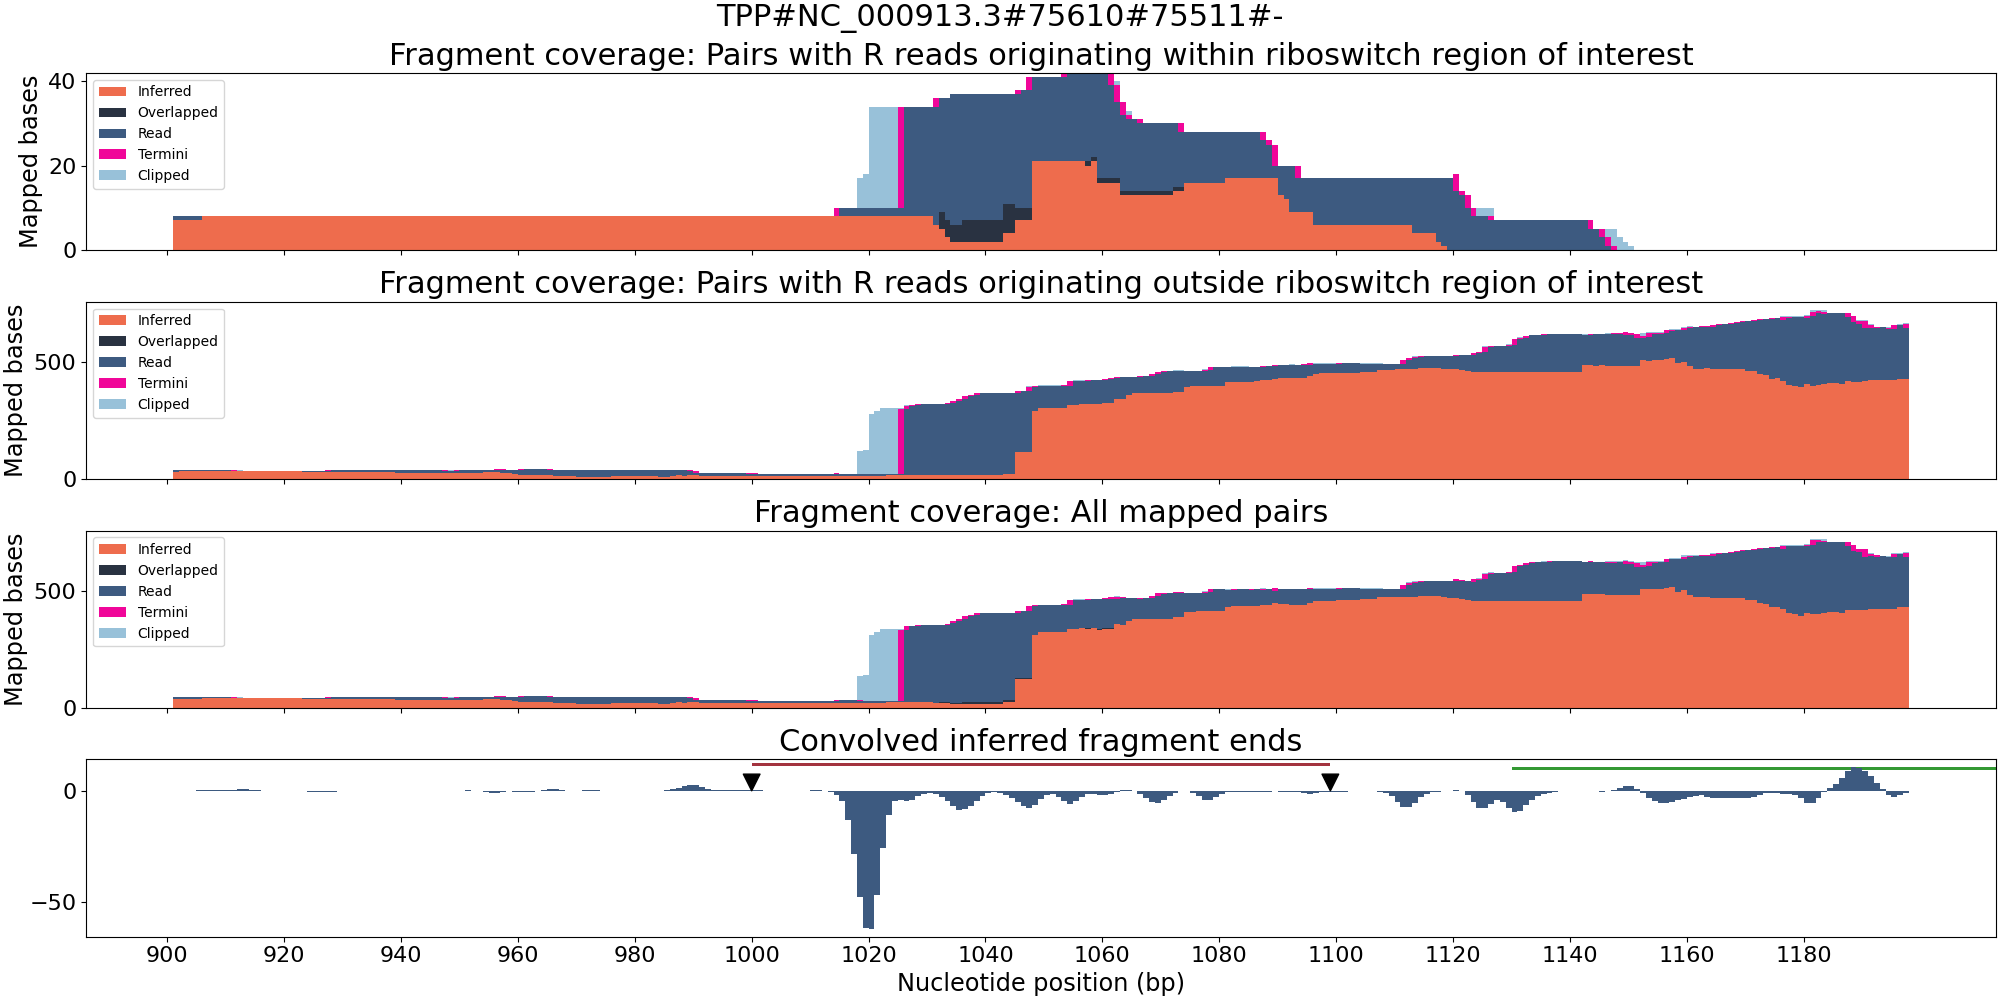 TPP#NC_000913.3#75610#75511#-
Fragment coverage: Pairs with R reads originating within riboswitch region of interest
Mapped bases
40
20
0
Inferred
Overlapped
Read
Termini
Clipped
Fragment coverage: Pairs with R reads originating outside riboswitch region of interest
Mapped bases
500
0
Inferred
Overlapped
Read
Termini
Clipped
Fragment coverage: All mapped pairs
Mapped bases
500
0
Inferred
Overlapped
Read
Termini
Clipped
Convolved inferred fragment ends
0
−50
900 920 940 960 980 1000 1020 1040 1060 1080 1100 1120 1140 1160 1180
Nucleotide position (bp)